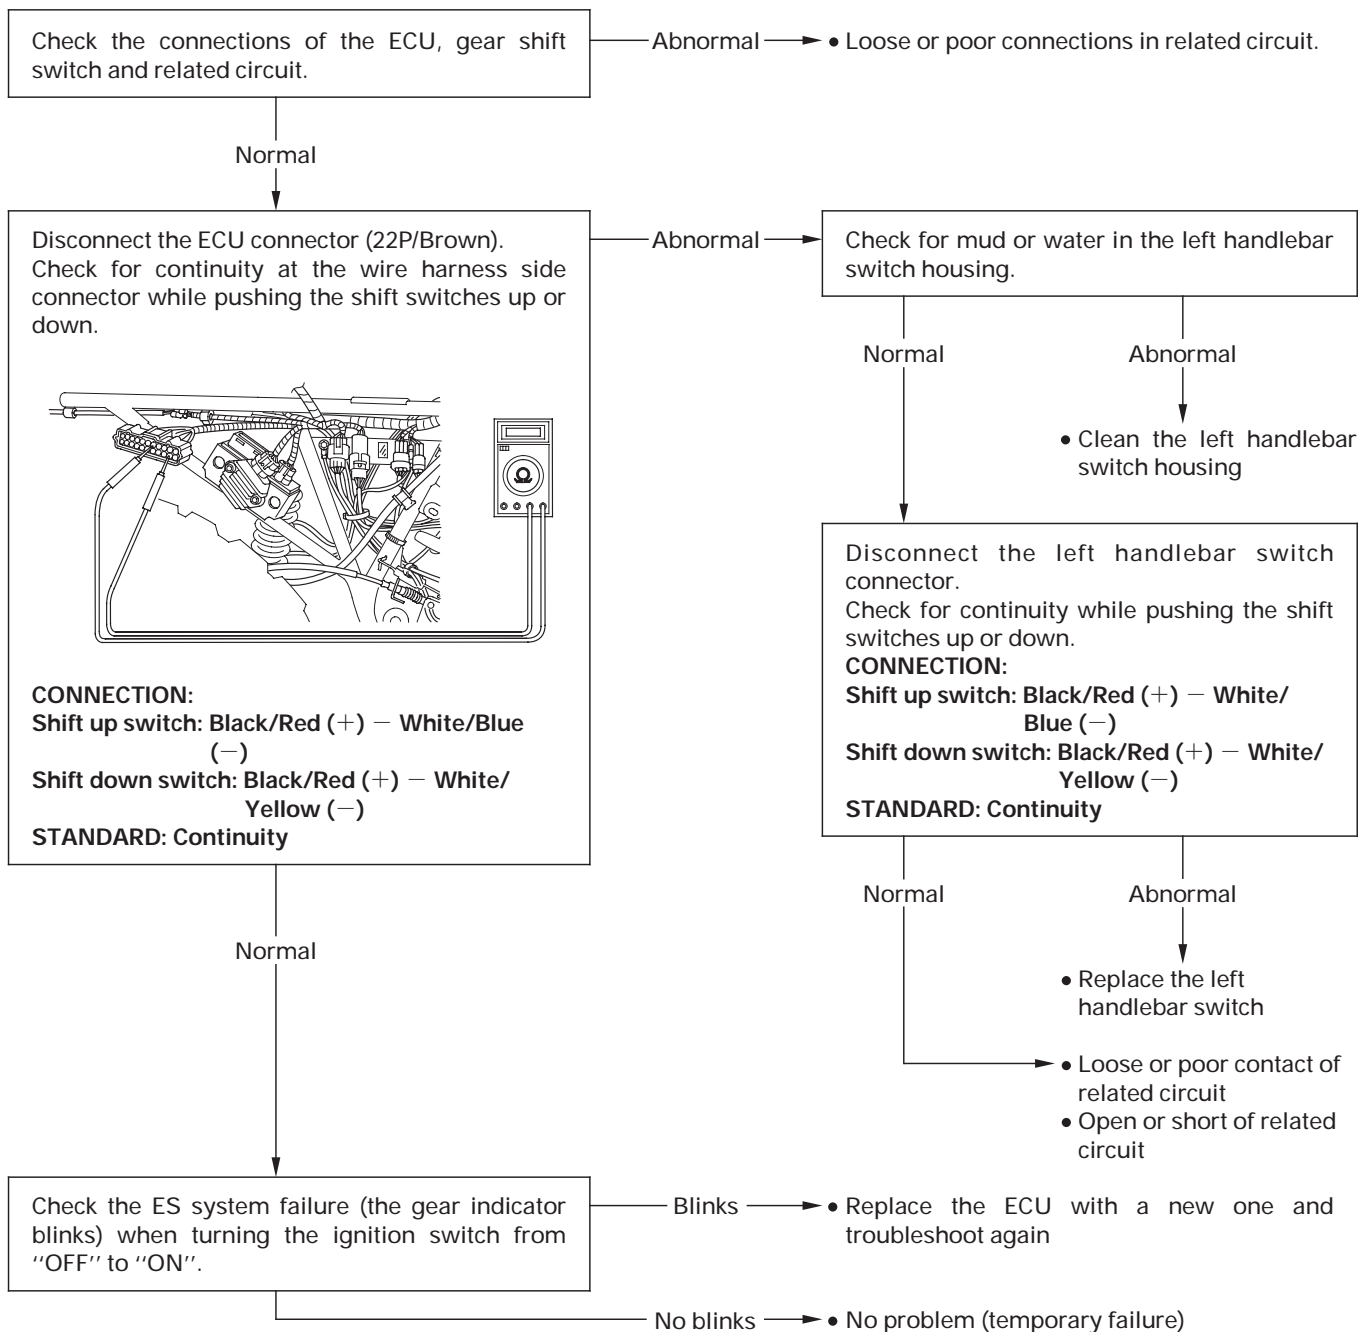 Check the connections of the ECU, gear shift
switch and related circuit.
Abnormal
• Loose or poor connections in related circuit.
Normal
Disconnect the ECU connector (22P/Brown).
Check for continuity at the wire harness side
connector while pushing the shift switches up or
down.
CONNECTION:
Shift up switch: Black/Red (+) − White/Blue
(−)
Shift down switch: Black/Red (+) − White/
Yellow (−)
STANDARD: Continuity
Abnormal
Check for mud or water in the left handlebar
switch housing.
Normal
Abnormal
• Clean the left handlebar
switch housing
Disconnect the left handlebar switch
connector.
Check for continuity while pushing the shift
switches up or down.
CONNECTION:
Shift up switch: Black/Red (+) − White/
Blue (−)
Shift down switch: Black/Red (+) − White/
Yellow (−)
STANDARD: Continuity
Normal
Abnormal
• Replace the left
handlebar switch
• Loose or poor contact of
related circuit
• Open or short of related
circuit
Normal
Check the ES system failure (the gear indicator
blinks) when turning the ignition switch from
‘‘OFF’’ to ‘‘ON’’.
Blinks
• Replace the ECU with a new one and
troubleshoot again
No blinks
• No problem (temporary failure)